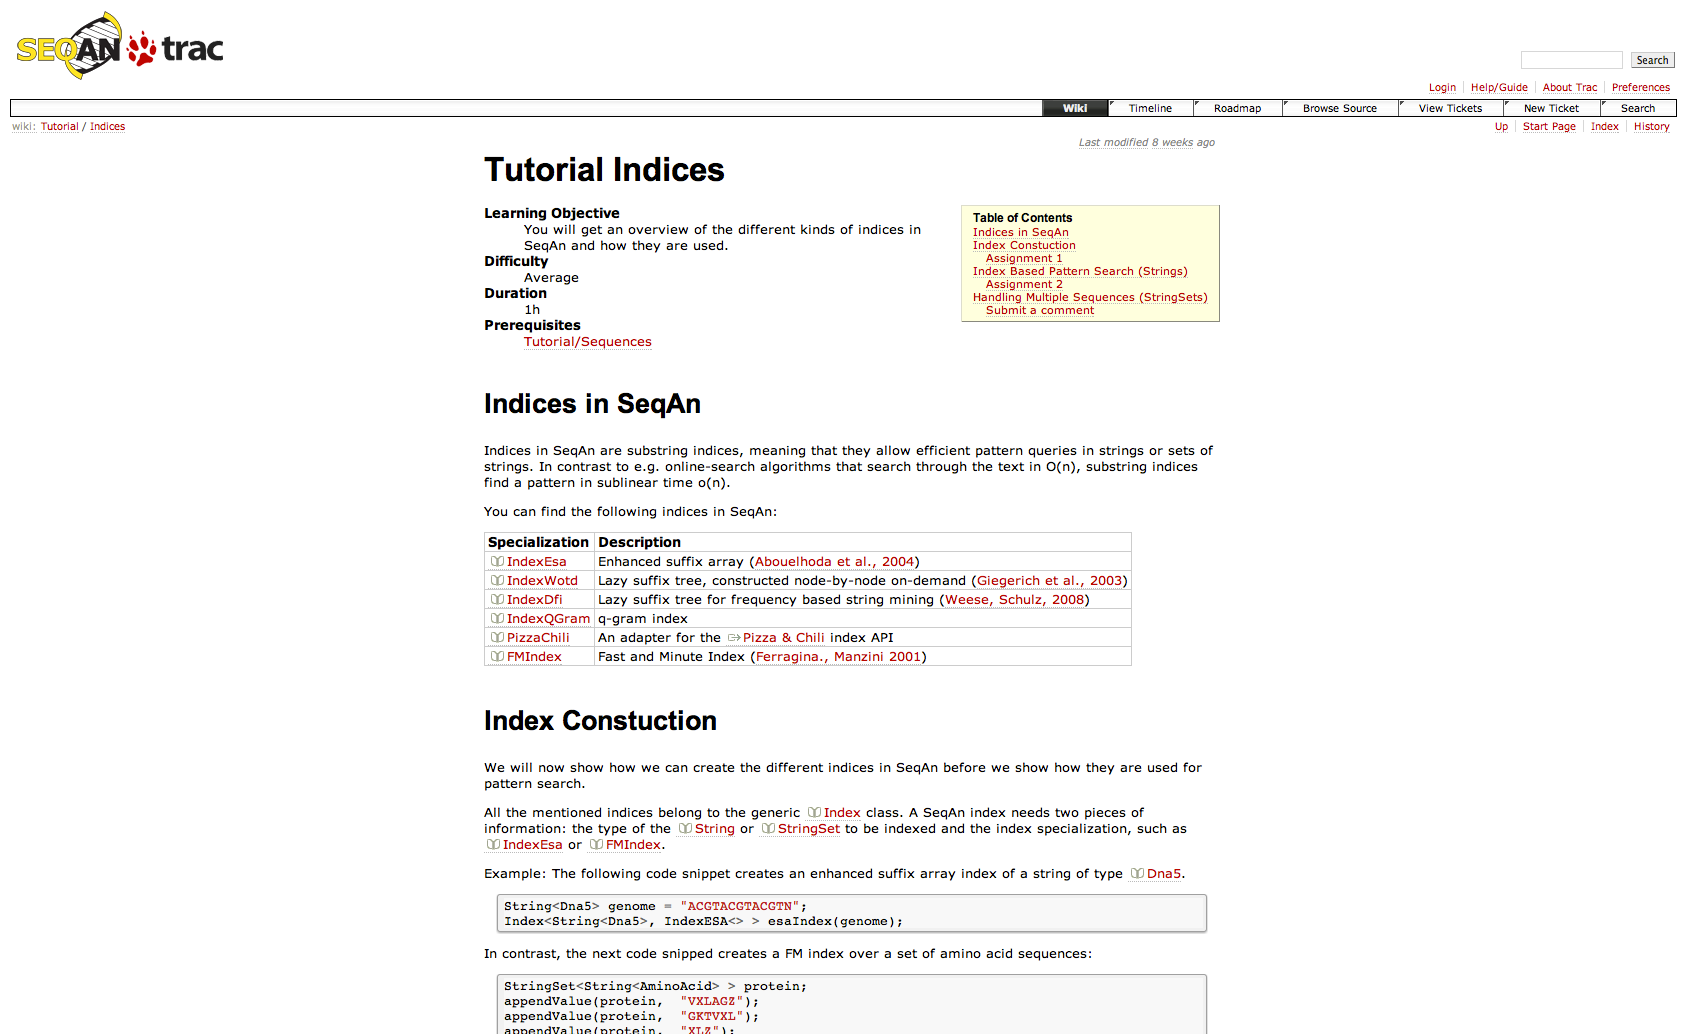 SEQAN trac
Search
Login Help/Guide About Trac Preferences
Wiki Timeline Roadmap Browse Source View Tickets New Ticket Search
wiki: Tutorial / Indices
Up Start Page Index History
Last modified 8 weeks ago
Tutorial Indices
Learning Objective
You will get an overview of the different kinds of indices in
SeqAn and how they are used.
Difficulty
Average
Duration
1h
Prerequisites
Tutorial/Sequences
Table of Contents
Indices in SeqAn
Index Constuction
Assignment 1
Index Based Pattern Search (Strings)
Assignment 2
Handling Multiple Sequences (StringSets)
Submit a comment
Indices in SeqAn
Indices in SeqAn are substring indices, meaning that they allow efficient pattern queries in strings or sets of
strings. In contrast to e.g. online-search algorithms that search through the text in O(n), substring indices
find a pattern in sublinear time o(n).
You can find the following indices in SeqAn:
Specialization Description
IndexEsa Enhanced suffix array (Abouelhoda et al., 2004)
IndexWotd Lazy suffix tree, constructed node-by-node on-demand (Giegerich et al., 2003)
IndexDfi Lazy suffix tree for frequency based string mining (Weese, Schulz, 2008)
IndexQGram q-gram index
PizzaChili An adapter for the Pizza & Chili index API
FMIndex Fast and Minute Index (Ferragina., Manzini 2001)
Index Constuction
We will now show how we can create the different indices in SeqAn before we show how they are used for
pattern search.
All the mentioned indices belong to the generic Index class. A SeqAn index needs two pieces of
information: the type of the String or StringSet to be indexed and the index specialization, such as
IndexEsa or FMIndex.
Example: The following code snippet creates an enhanced suffix array index of a string of type Dna5.
String<Dna5> genome = "ACGTACGTACGTN";
Index<String<Dna5>, IndexESA<> > esaIndex(genome);
In contrast, the next code snipped creates a FM index over a set of amino acid sequences:
StringSet<String<AminoAcid> > protein;
appendValue(protein, "VXLAGZ");
appendValue(protein, "GKTVXL");
appendValue(protein, "XLZ");